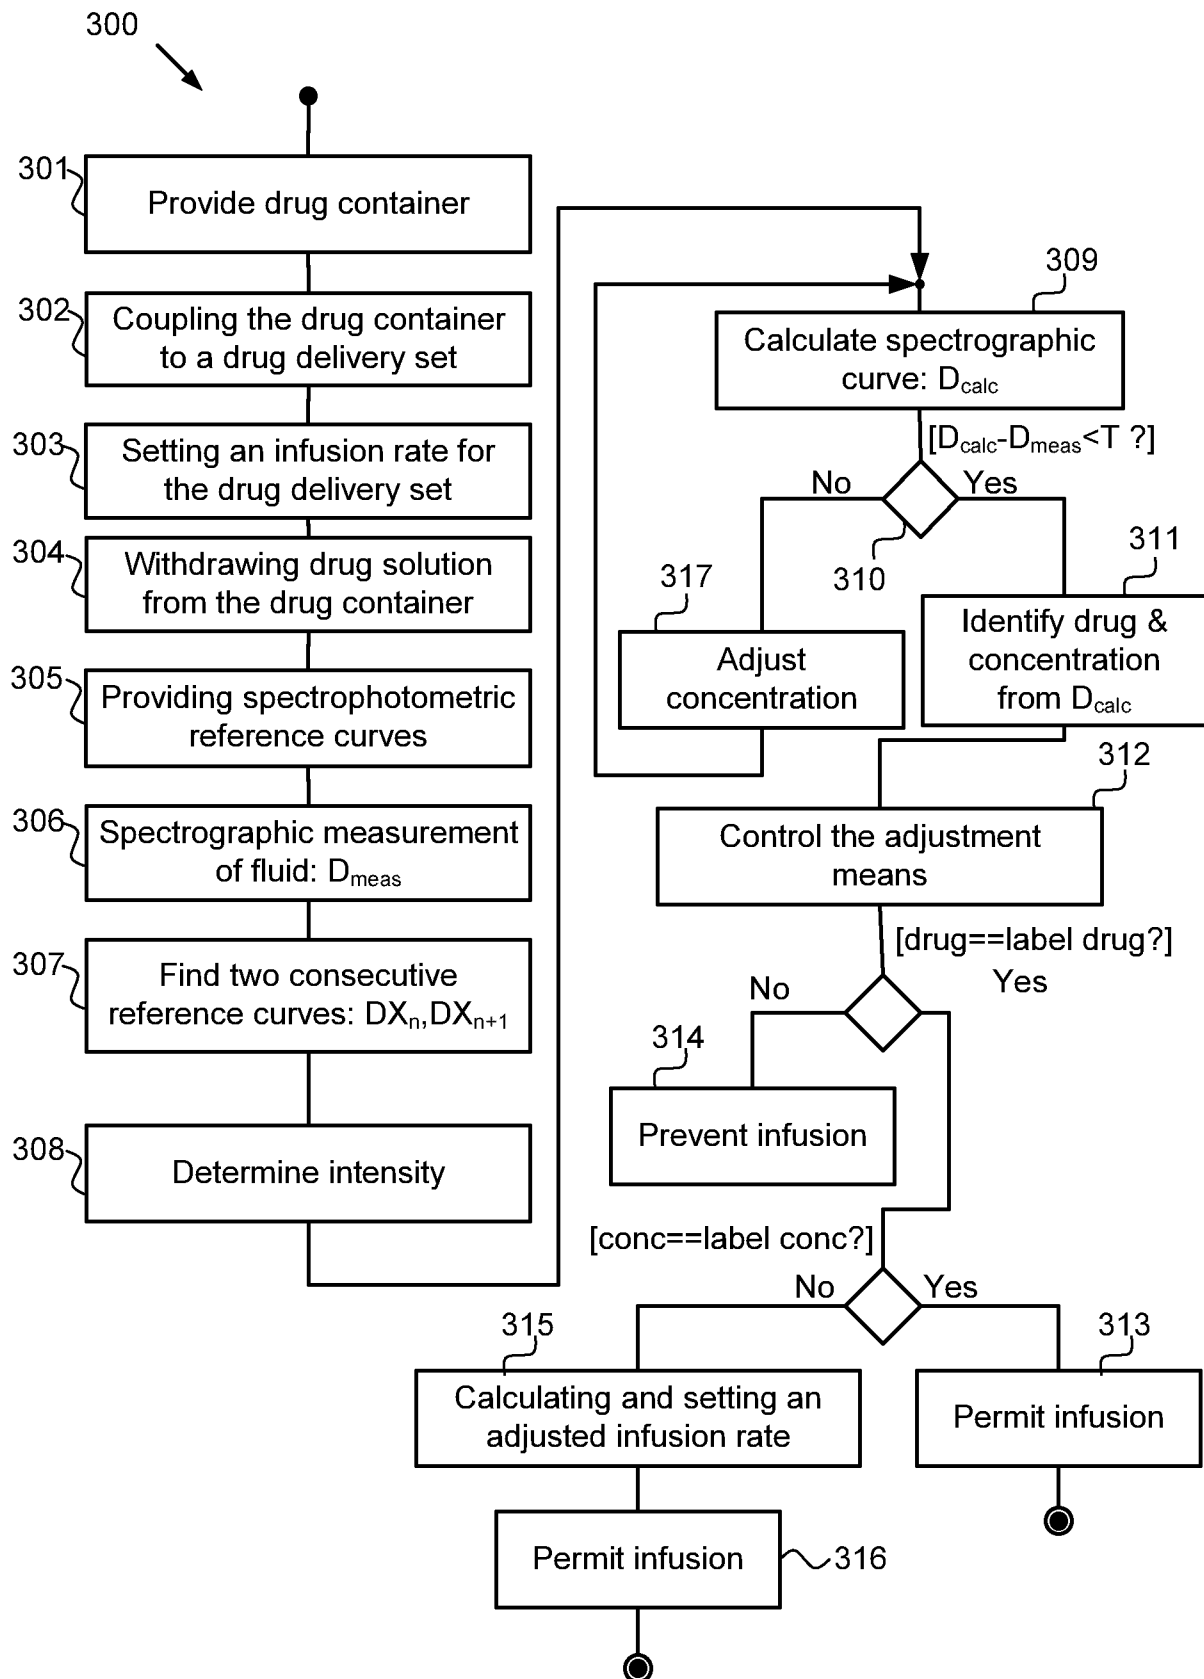 300
301
Provide drug container
302
Coupling the drug container
to a drug delivery set
303
Setting an infusion rate for
the drug delivery set
304
Withdrawing drug solution
from the drug container
305
Providing spectrophotometric
reference curves
306
Spectrographic measurement
of fluid: Dmeas
307
Find two consecutive
reference curves: DXn,DXn+1
308
Determine intensity
309
Calculate spectrographic
curve: Dcalc
[Dcalc-Dmeas<T ?]
No
Yes
310
317
Adjust
concentration
311
Identify drug &
concentration
from Dcalc
312
Control the adjustment
means
[drug==label drug?]
No
Yes
314
Prevent infusion
[conc==label conc?]
No
Yes
315
Calculating and setting an
adjusted infusion rate
313
Permit infusion
Permit infusion
316